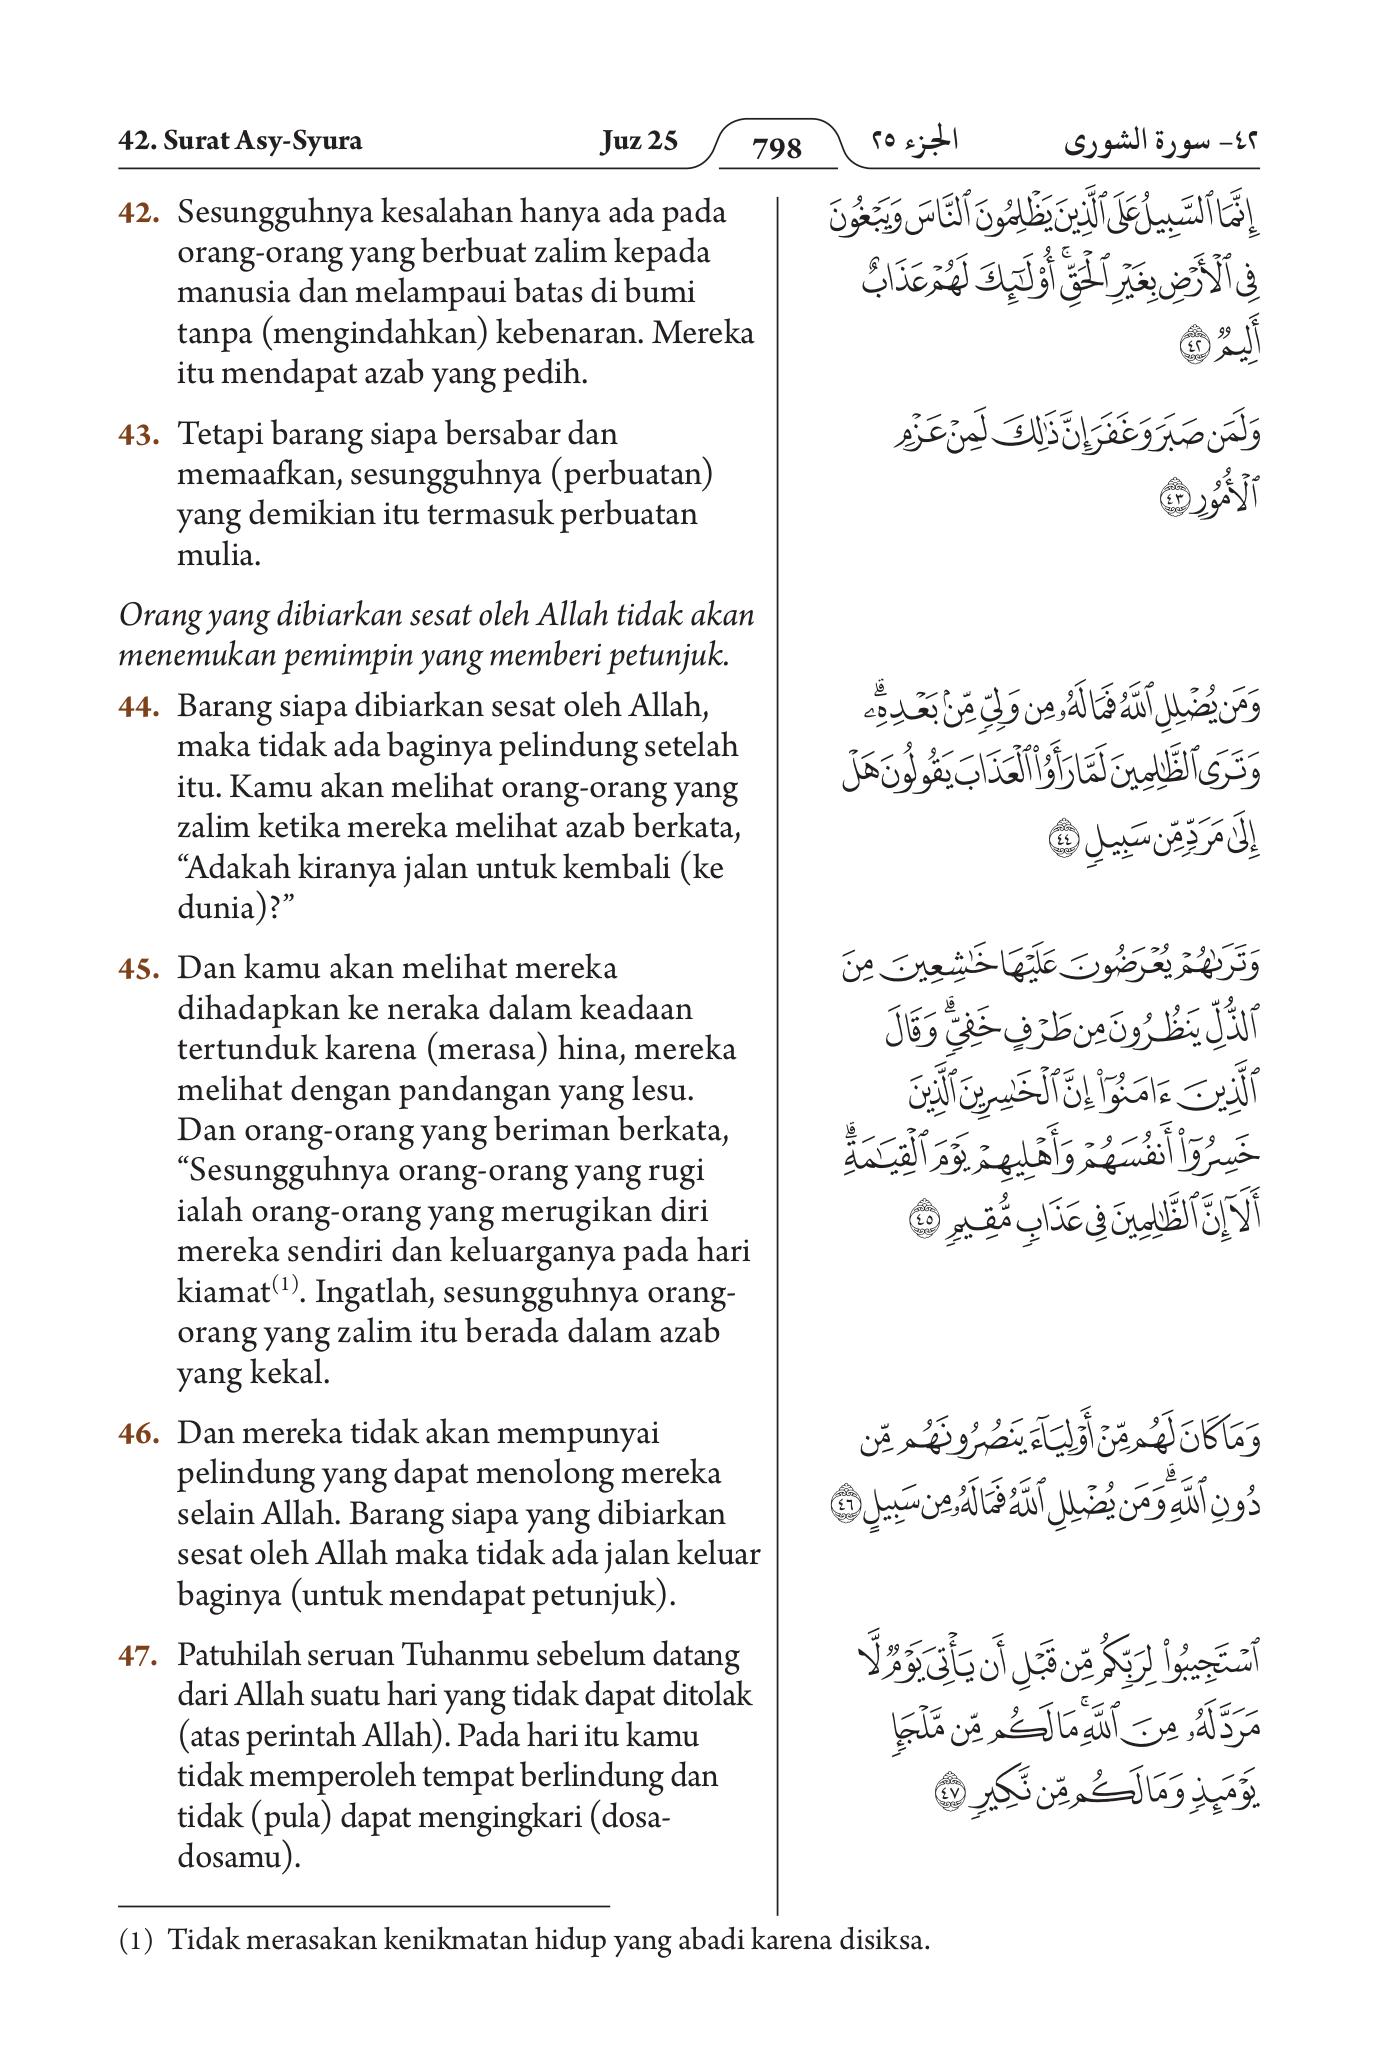 42. Surat Asy-Syura
Juz 25
798
الجزء ٢٥
٤٢- سورة الشورى
42. Sesungguhnya kesalahan hanya ada pada
orang-orang yang berbuat zalim kepada
manusia dan melampaui batas di bumi
tanpa (mengindahkan) kebenaran. Mereka
itu mendapat azab yang pedih.
43. Tetapi barang siapa bersabar dan
memaafkan, sesungguhnya (perbuatan)
yang demikian itu termasuk perbuatan
mulia.
Orang yang dibiarkan sesat oleh Allah tidak akan
menemukan pemimpin yang memberi petunjuk.
44. Barang siapa dibiarkan sesat oleh Allah,
maka tidak ada baginya pelindung setelah
itu. Kamu akan melihat orang-orang yang
zalim ketika mereka melihat azab berkata,
“Adakah kiranya jalan untuk kembali (ke
dunia)?”
45. Dan kamu akan melihat mereka
dihadapkan ke neraka dalam keadaan
tertunduk karena (merasa) hina, mereka
melihat dengan pandangan yang lesu.
Dan orang-orang yang beriman berkata,
“Sesungguhnya orang-orang yang rugi
ialah orang-orang yang merugikan diri
mereka sendiri dan keluarganya pada hari
kiamat(1). Ingatlah, sesungguhnya orang-
orang yang zalim itu berada dalam azab
yang kekal.
46. Dan mereka tidak akan mempunyai
pelindung yang dapat menolong mereka
selain Allah. Barang siapa yang dibiarkan
sesat oleh Allah maka tidak ada jalan keluar
baginya (untuk mendapat petunjuk).
47. Patuhilah seruan Tuhanmu sebelum datang
dari Allah suatu hari yang tidak dapat ditolak
(atas perintah Allah). Pada hari itu kamu
tidak memperoleh tempat berlindung dan
tidak (pula) dapat mengingkari (dosa-
dosamu).
إِنَّمَا ٱلسَّبِيلُ عَلَى ٱلَّذِينَ يَظۡلِمُونَ ٱلنَّاسَ وَيَبۡغُونَ
فِى ٱلۡأَرۡضِ بِغَيۡرِ ٱلۡحَقِّۚ أُوْلَٰٓئِكَ لَهُمۡ عَذَابٌ
أَلِيمٞ ٤٢
وَلَمَن صَبَرَ وَغَفَرَ إِنَّ ذَٰلِكَ لَمِنۡ عَزۡمِ
ٱلۡأُمُورِ ٤٣
وَمَن يُضۡلِلِ ٱللَّهُ فَمَا لَهُۥ مِن وَلِيّٖ مِّنۢ بَعۡدِهِۦۗ
وَتَرَى ٱلظَّٰلِمِينَ لَمَّا رَأَوُاْ ٱلۡعَذَابَ يَقُولُونَ هَلۡ
إِلَىٰ مَرَدّٖ مِّن سَبِيلٖ ٤٤
وَتَرَىٰهُمۡ يُعۡرَضُونَ عَلَيۡهَا خَٰشِعِينَ مِنَ
ٱلذُّلِّ يَنظُرُونَ مِن طَرۡفٍ خَفِيّٖۗ وَقَالَ
ٱلَّذِينَ ءَامَنُوٓاْ إِنَّ ٱلۡخَٰسِرِينَ ٱلَّذِينَ
خَسِرُوٓاْ أَنفُسَهُمۡ وَأَهۡلِيهِمۡ يَوۡمَ ٱلۡقِيَٰمَةِۗ
أَلَآ إِنَّ ٱلظَّٰلِمِينَ فِى عَذَابٖ مُّقِيمٖ ٤٥
وَمَا كَانَ لَهُم مِّنۡ أَوۡلِيَآءَ يَنصُرُونَهُم مِّن
دُونِ ٱللَّهِۗ وَمَن يُضۡلِلِ ٱللَّهُ فَمَا لَهُۥ مِن سَبِيلٍ ٤٦
ٱسۡتَجِيبُواْ لِرَبِّكُم مِّن قَبۡلِ أَن يَأۡتِىَ يَوۡمٞ لَّا
مَرَدَّ لَهُۥ مِنَ ٱللَّهِۚ مَا لَكُم مِّن مَّلۡجَإٖ
يَوۡمَئِذٖ وَمَا لَكُم مِّن نَّكِيرٖ ٤٧
(1) Tidak merasakan kenikmatan hidup yang abadi karena disiksa.